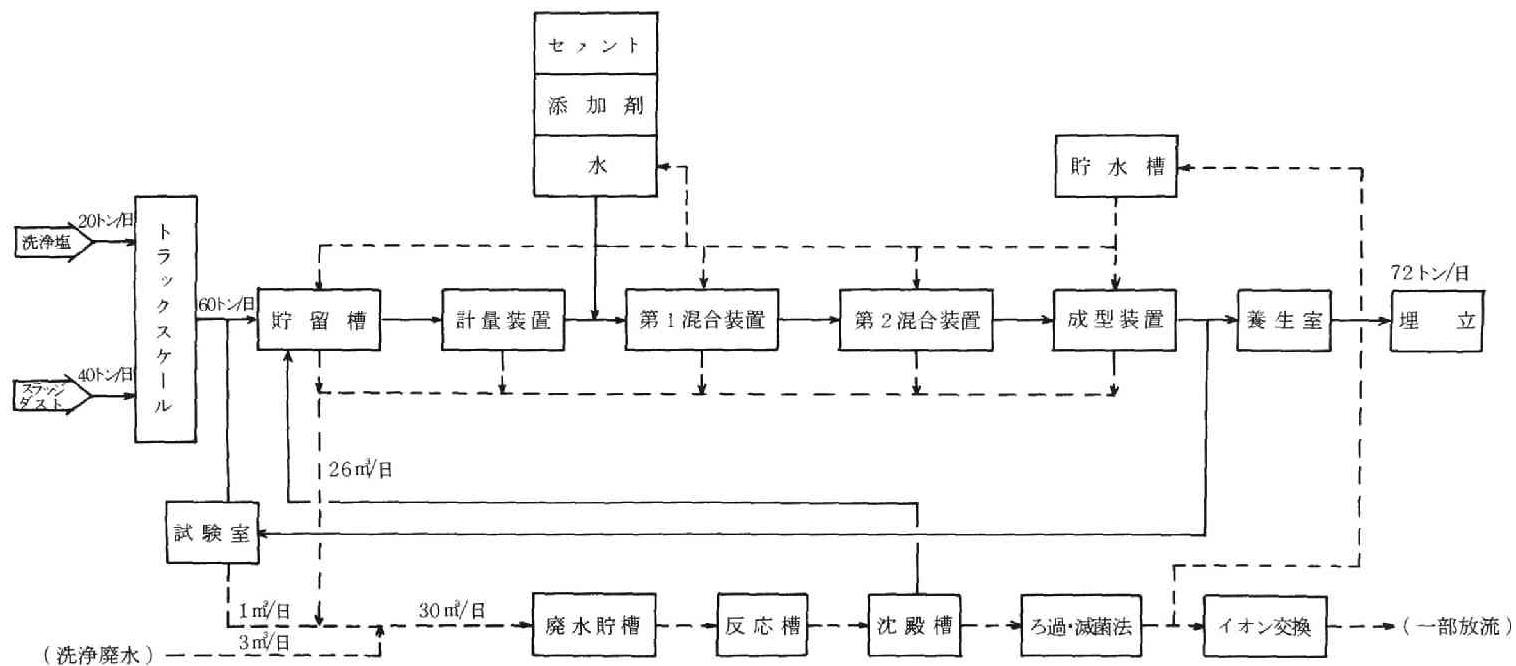 セメント
添加剤
水
貯水槽
20トン/日
洗浄塩
トラックスケール
60トン/日
72トン/日
貯留槽
計量装置
第1混合装置
第2混合装置
成型装置
養生室
埋立
40トン/日
スラッジ
ダスト
26㎥/日
試験室
1㎥/日
30㎥/日
廃水貯槽
反応槽
沈殿槽
ろ過・滅菌法
イオン交換
(一部放流)
(洗浄廃水)
3㎥/日